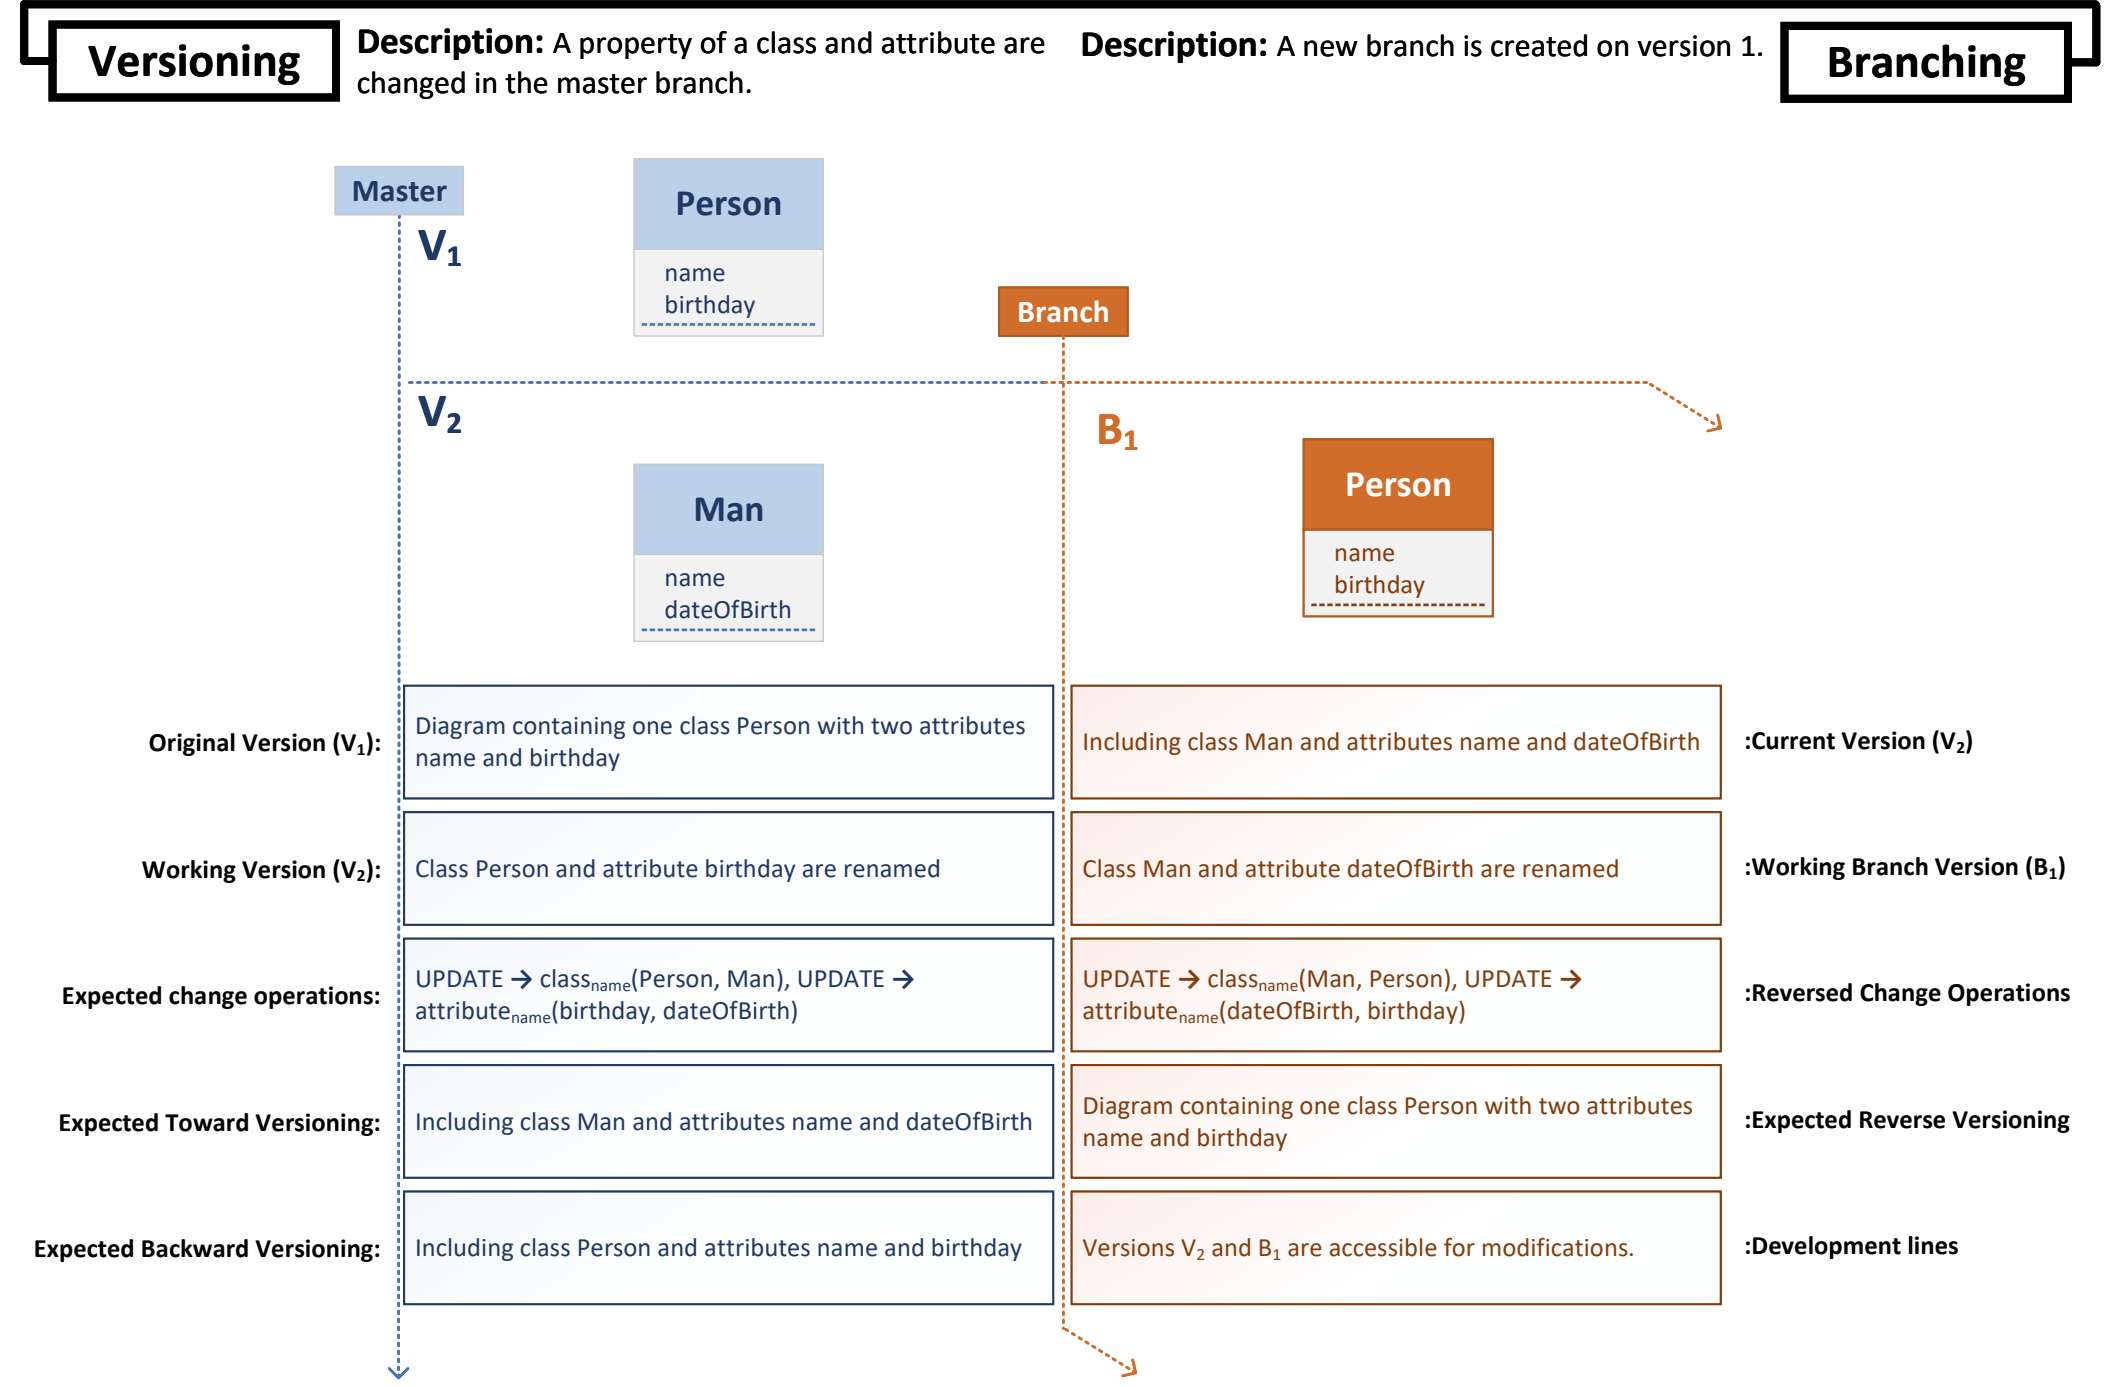 Versioning
Description: A property of a class and attribute are
changed in the master branch.
Description: A new branch is created on version 1.
Branching
Master
V₁
Person
name
birthday
Branch
V₂
B₁
Man
name
dateOfBirth
Person
name
birthday
Original Version (V₁):
Diagram containing one class Person with two attributes
name and birthday
Including class Man and attributes name and dateOfBirth
:Current Version (V₂)
Working Version (V₂):
Class Person and attribute birthday are renamed
Class Man and attribute dateOfBirth are renamed
:Working Branch Version (B₁)
Expected change operations:
UPDATE → class_name(Person, Man), UPDATE →
attribute_name(birthday, dateOfBirth)
UPDATE → class_name(Man, Person), UPDATE →
attribute_name(dateOfBirth, birthday)
:Reversed Change Operations
Expected Toward Versioning:
Including class Man and attributes name and dateOfBirth
Diagram containing one class Person with two attributes
name and birthday
:Expected Reverse Versioning
Expected Backward Versioning:
Including class Person and attributes name and birthday
Versions V₂ and B₁ are accessible for modifications.
:Development lines